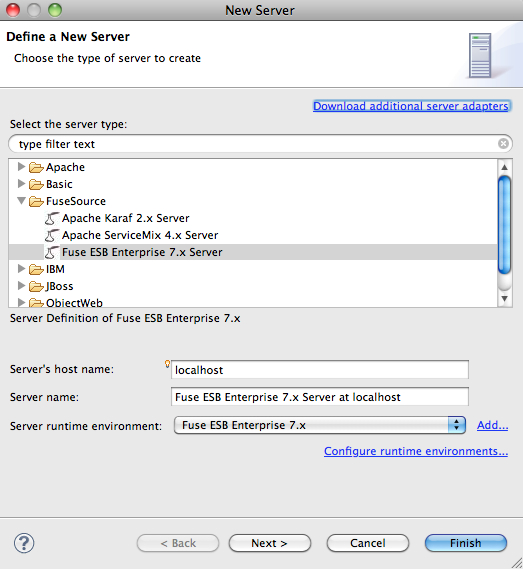 New Server
Define a New Server
Choose the type of server to create
Download additional server adapters
Select the server type:
type filter text
Apache
Basic
FuseSource
Apache Karaf 2.x Server
Apache ServiceMix 4.x Server
Fuse ESB Enterprise 7.x Server
IBM
JBoss
ObjectWeb
Server Definition of Fuse ESB Enterprise 7.x
Server's host name: localhost
Server name: Fuse ESB Enterprise 7.x Server at localhost
Server runtime environment: Fuse ESB Enterprise 7.x Add...
Configure runtime environments...
? < Back Next > Cancel Finish